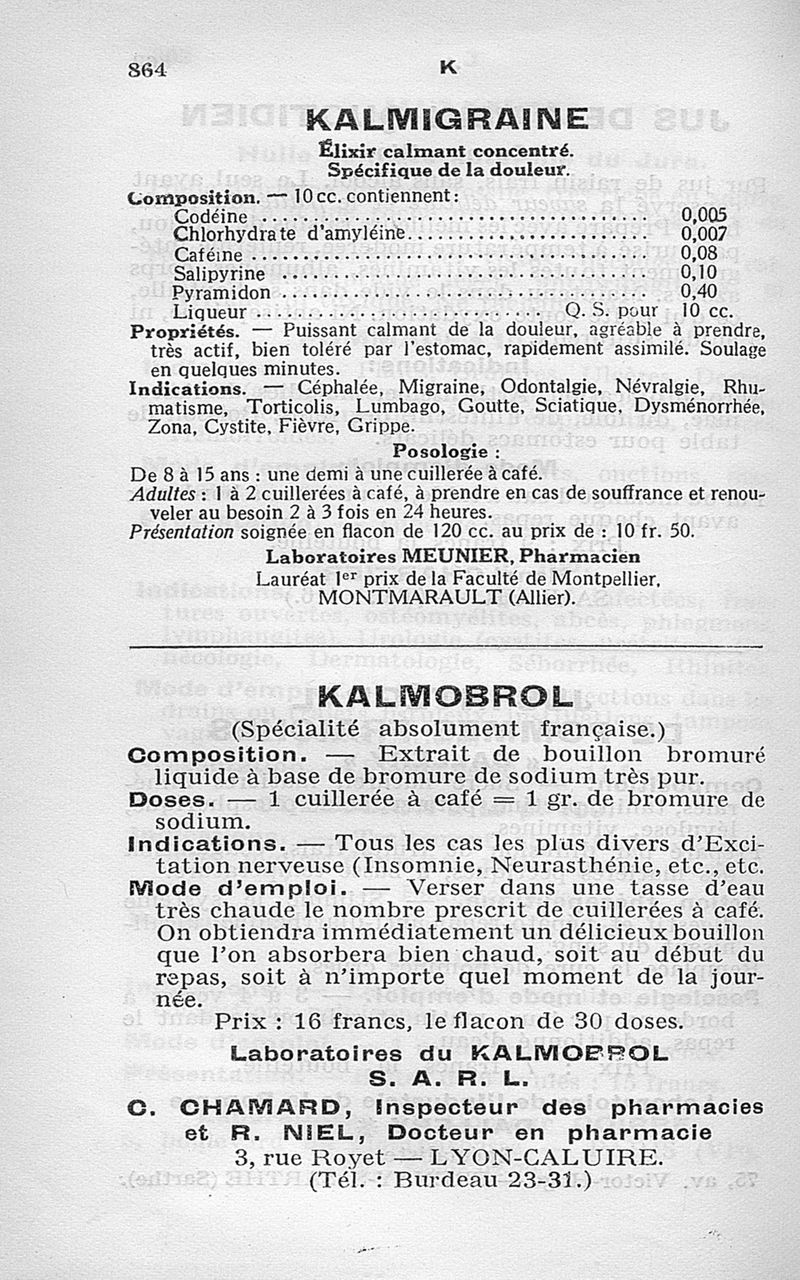 864
K
KALMIGRAINE
Élixir calmant concentré.
Spécifique de la douleur.
Composition. — 10 cc. contiennent :
Codéine ........................................ 0,005
Chlorhydrate d'amyléine........................ 0,007
Caféine ........................................ 0,08
Salipyrine ..................................... 0,10
Pyramidon ..................................... 0,40
Liqueur ............................. Q. S. pour 10 cc.
Propriétés. — Puissant calmant de la douleur, agréable à prendre,
très actif, bien toléré par l'estomac, rapidement assimilé. Soulage
en quelques minutes.
Indications. — Céphalée, Migraine, Odontalgie, Névralgie, Rhu-
matisme, Torticolis, Lumbago, Goutte, Sciatique, Dysménorrhée,
Zona, Cystite, Fièvre, Grippe.
Posologie :
De 8 à 15 ans : une demi à une cuillerée à café.
Adultes : 1 à 2 cuillerées à café, à prendre en cas de souffrance et renou-
veler au besoin 2 à 3 fois en 24 heures.
Présentation soignée en flacon de 120 cc. au prix de : 10 fr. 50.
Laboratoires MEUNIER, Pharmacien
Lauréat 1er prix de la Faculté de Montpellier,
MONTMARAULT (Allier).
KALMOBROL
(Spécialité absolument française.)
Composition. — Extrait de bouillon bromuré
liquide à base de bromure de sodium très pur.
Doses. — 1 cuillerée à café = 1 gr. de bromure de
sodium.
Indications. — Tous les cas les plus divers d'Exci-
tation nerveuse (Insomnie, Neurasthénie, etc., etc.
Mode d'emploi. — Verser dans une tasse d'eau
très chaude le nombre prescrit de cuillerées à café.
On obtiendra immédiatement un délicieux bouillon
que l'on absorbera bien chaud, soit au début du
repas, soit à n'importe quel moment de la jour-
née.
Prix : 16 francs, le flacon de 30 doses.
Laboratoires du KALMOBROL
S. A. R. L.
C. CHAMARD, Inspecteur des pharmacies
et R. NIEL, Docteur en pharmacie
3, rue Royet — LYON-CALUIRE.
(Tél. : Burdeau 23-31.)